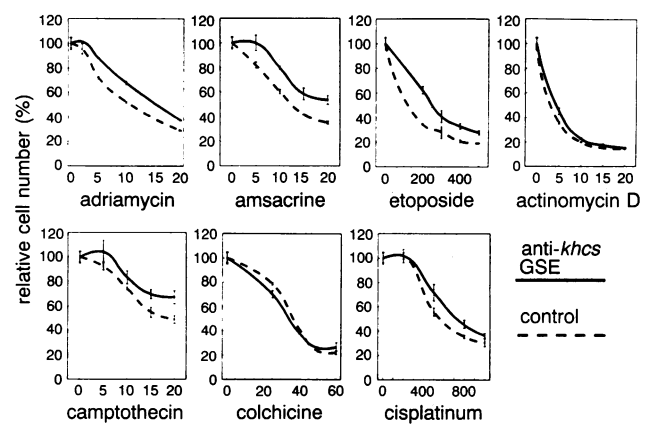 relative cell number (%)
120 120 120 120
100 100 100 100
80 80 80 80
60 60 60 60
40 40 40 40
20 20 20 20
0 0 0 0
0 5 10 15 20 0 5 10 15 20 0 200 400 0 5 10 15 20
adriamycin amsacrine etoposide actinomycin D
120 120 120
100 100 100
80 80 80
60 60 60
40 40 40
20 20 20
0 0 0
0 5 10 15 20 0 20 40 60 0 400 800
camptothecin colchicine cisplatinum
anti-khcs
GSE
control